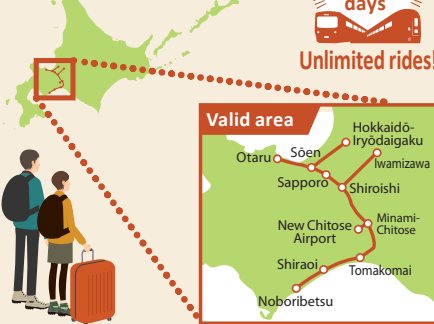 days
Unlimited rides!
Valid area
Hokkaidō-
Iryōdaigaku
Otaru
Sōen
Iwamizawa
Sapporo
Shiroishi
New Chitose
Airport
Minami-
Chitose
Shiraoi
Tomakomai
Noboribetsu